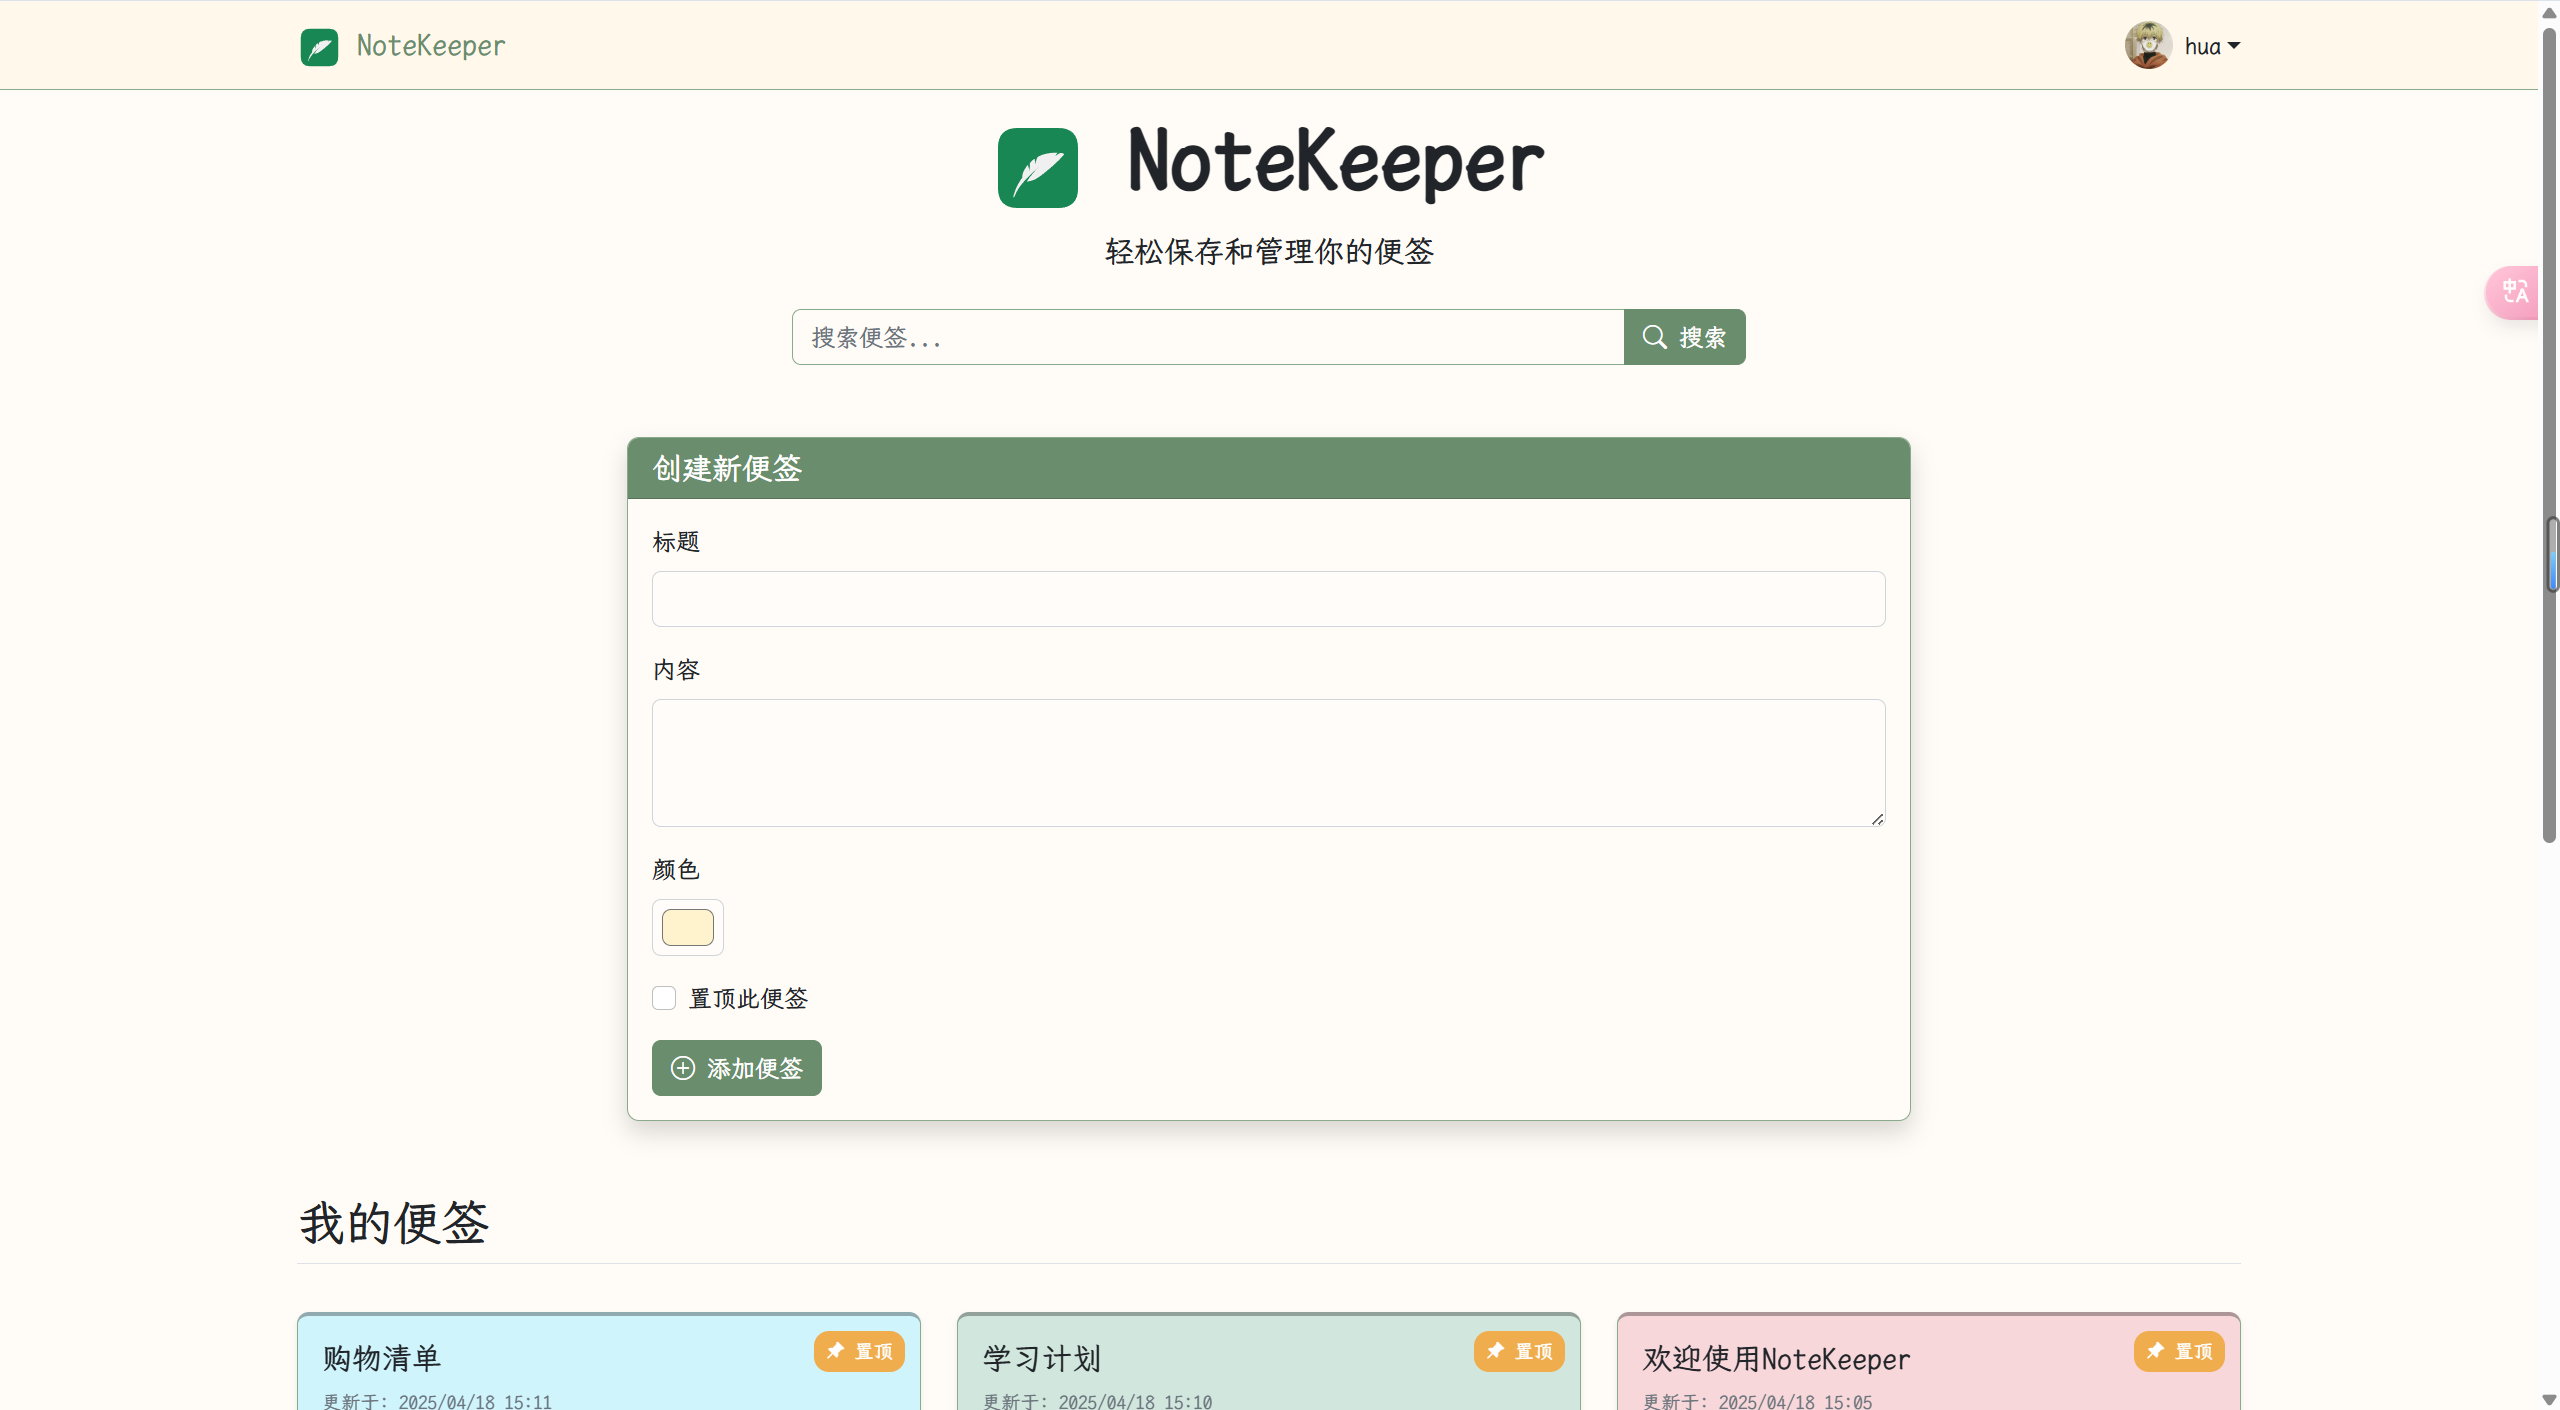 NoteKeeper
hua
NoteKeeper
轻松保存和管理你的便签
搜索便签...
搜索
创建新便签
标题
内容
颜色
置顶此便签
添加便签
我的便签
购物清单
置顶
更新于: 2025/04/18 15:11
学习计划
置顶
更新于: 2025/04/18 15:10
欢迎使用NoteKeeper
置顶
更新于: 2025/04/18 15:05